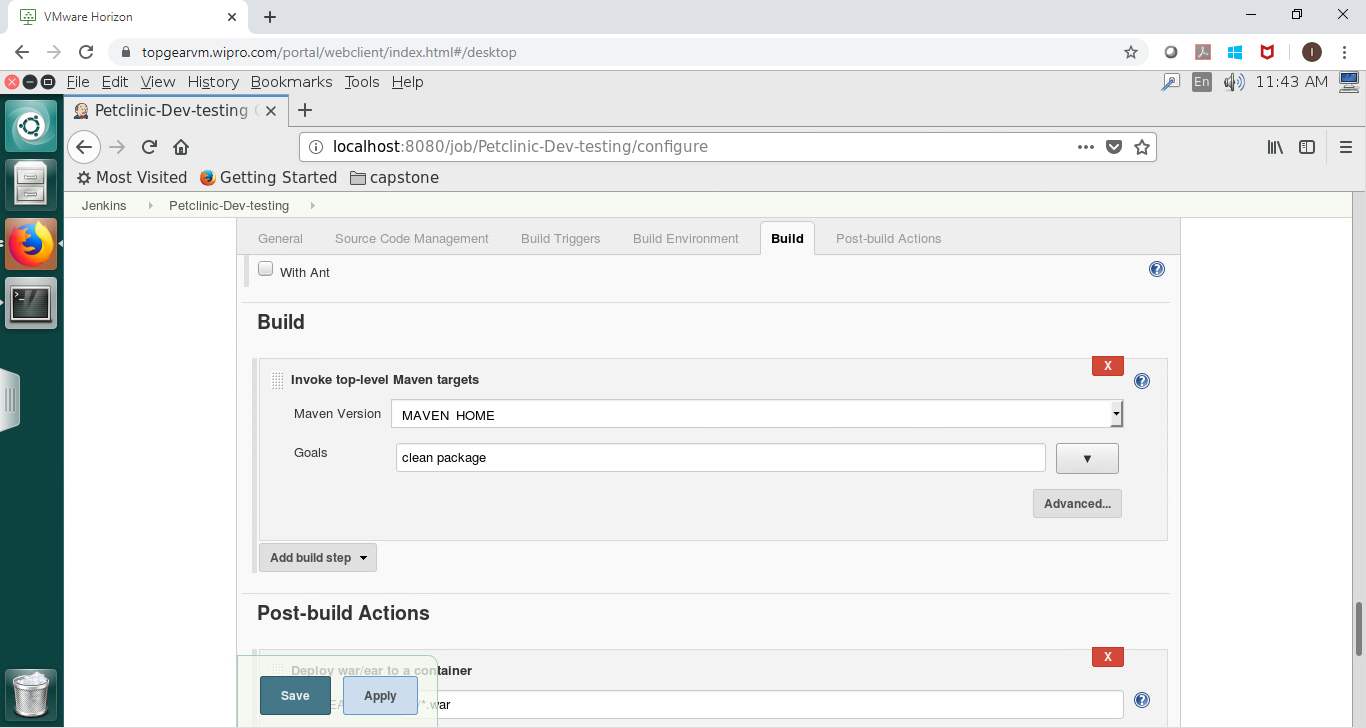 VMware Horizon
topgearvm.wipro.com/portal/webclient/index.html#/desktop
I
File Edit View History Bookmarks Tools Help
En 11:43 AM
Petclinic-Dev-testing
localhost:8080/job/Petclinic-Dev-testing/configure
Most Visited Getting Started capstone
Jenkins Petclinic-Dev-testing
General Source Code Management Build Triggers Build Environment Build Post-build Actions
With Ant
Build
X
Invoke top-level Maven targets
Maven Version MAVEN HOME
Goals clean package
Advanced...
Add build step
Post-build Actions
X
Deploy war/ear to a container
Save Apply /*.war